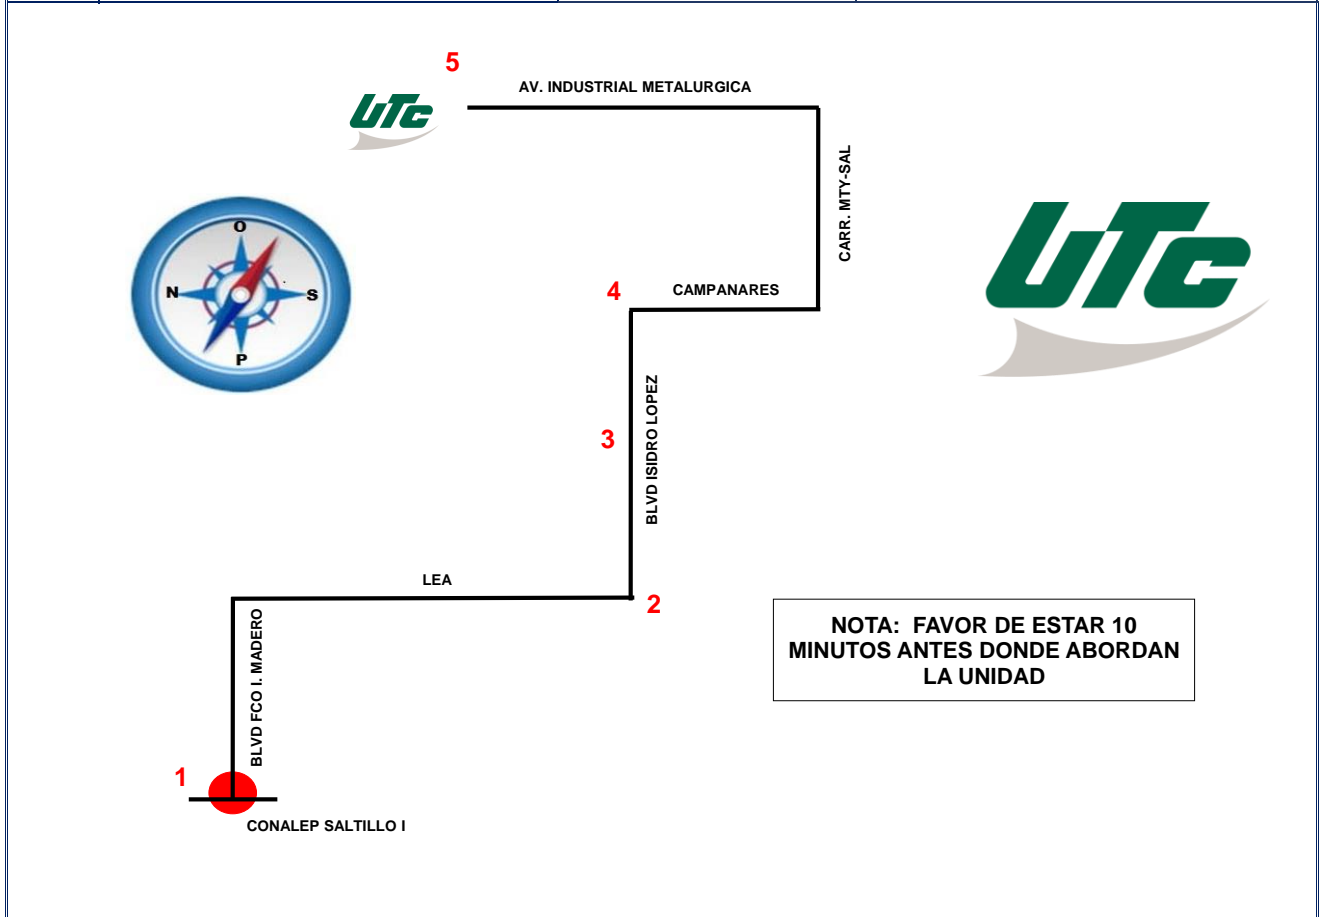 5
AV. INDUSTRIAL METALURGICA
UTC
CARR. MTY-SAL
UTC
O
N
S
P
4
CAMPANARES
3
BLVD ISIDRO LOPEZ
LEA
2
BLVD FCO I. MADERO
NOTA: FAVOR DE ESTAR 10
MINUTOS ANTES DONDE ABORDAN
LA UNIDAD
1
CONALEP SALTILLO I